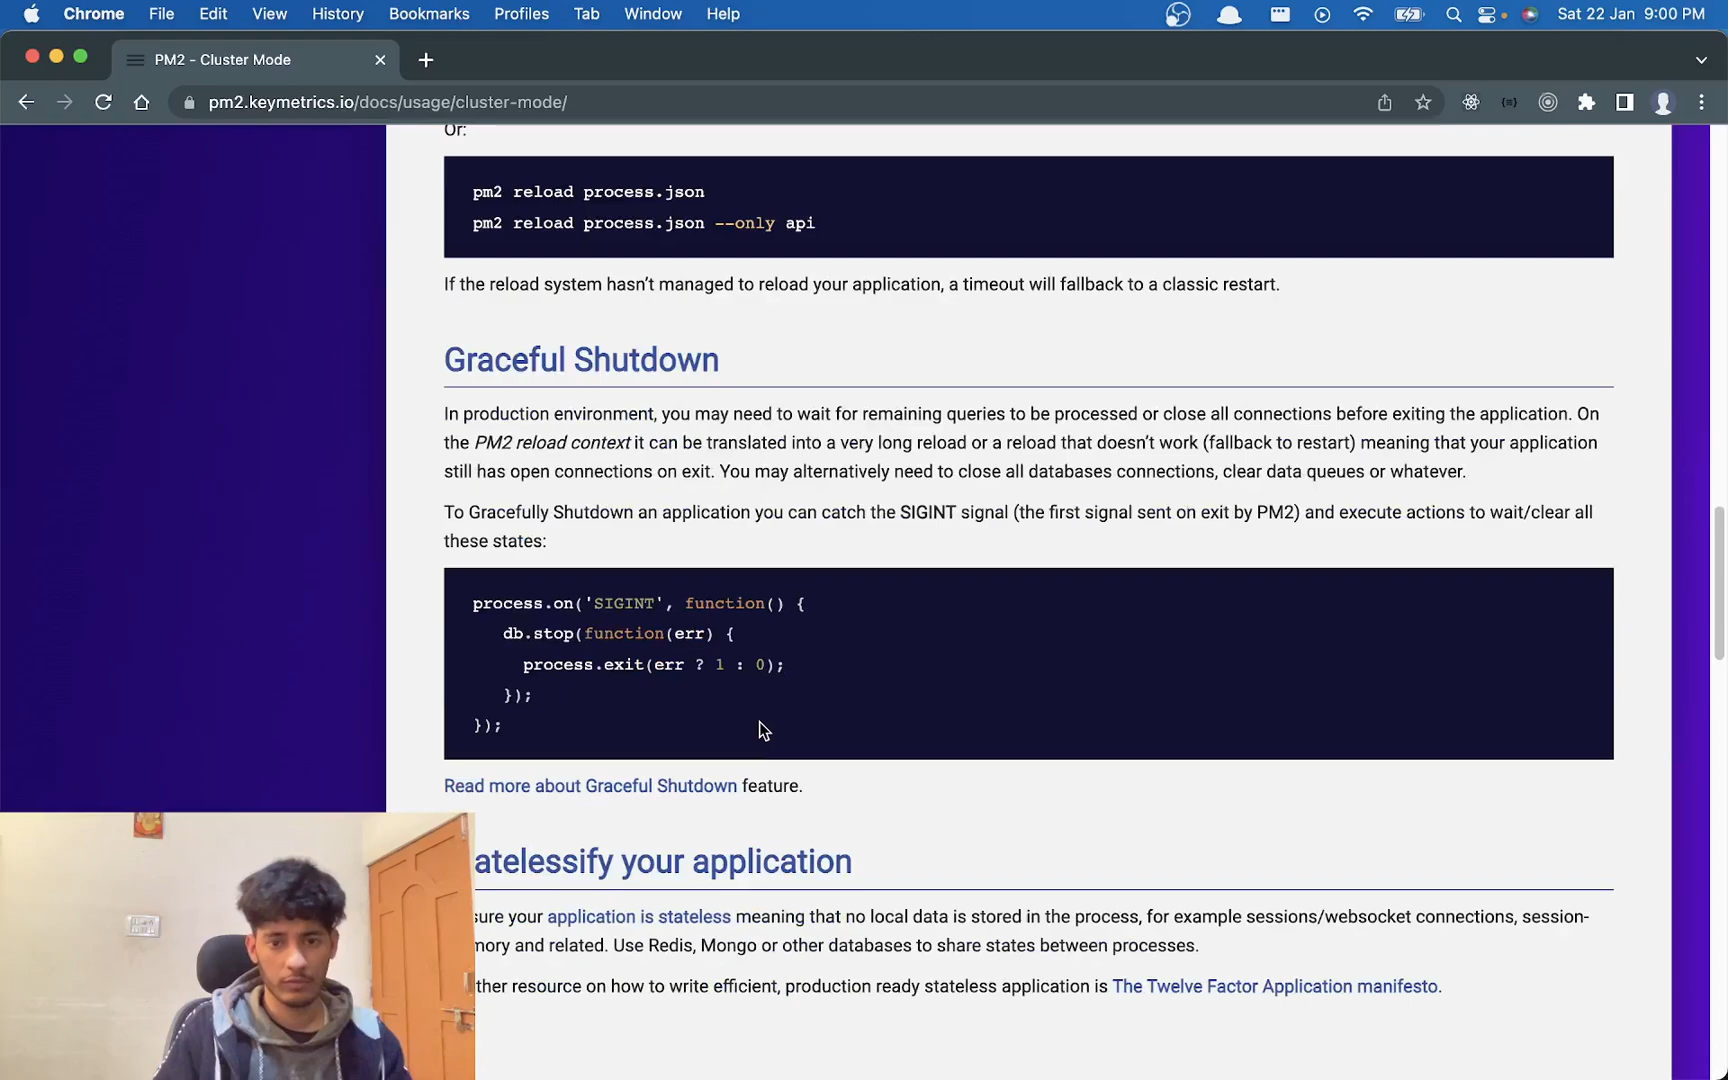 Chrome File Edit View History Bookmarks Profiles Tab Window Help Sat 22 Jan 9:00 PM
PM2 - Cluster Mode
pm2.keymetrics.io/docs/usage/cluster-mode/
Or:
pm2 reload process.json
pm2 reload process.json --only api
If the reload system hasn't managed to reload your application, a timeout will fallback to a classic restart.
Graceful Shutdown
In production environment, you may need to wait for remaining queries to be processed or close all connections before exiting the application. On
the PM2 reload context it can be translated into a very long reload or a reload that doesn't work (fallback to restart) meaning that your application
still has open connections on exit. You may alternatively need to close all databases connections, clear data queues or whatever.
To Gracefully Shutdown an application you can catch the SIGINT signal (the first signal sent on exit by PM2) and execute actions to wait/clear all
these states:
process.on('SIGINT', function() {
db.stop(function(err) {
process.exit(err ? 1 : 0);
});
});
Read more about Graceful Shutdown feature.
atelessify your application
sure your application is stateless meaning that no local data is stored in the process, for example sessions/websocket connections, session-
mory and related. Use Redis, Mongo or other databases to share states between processes.
ther resource on how to write efficient, production ready stateless application is The Twelve Factor Application manifesto.